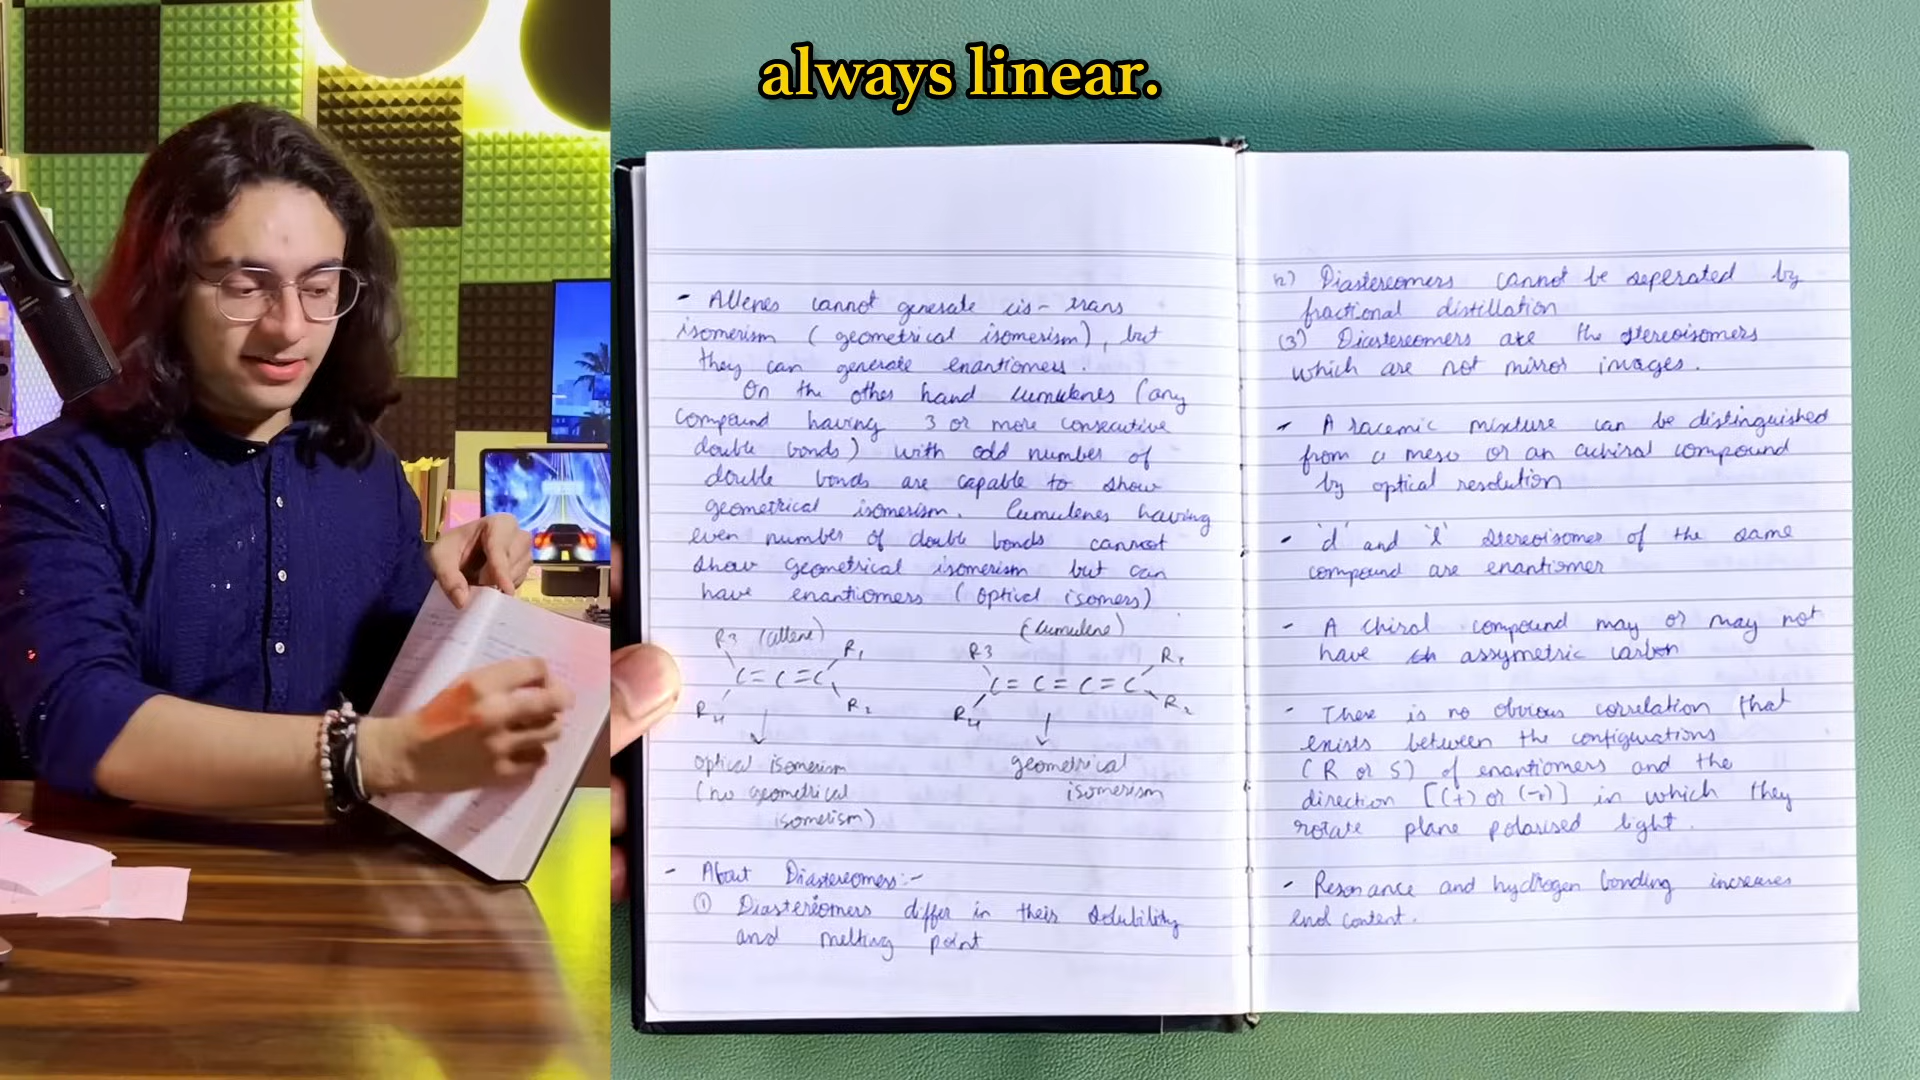 always linear.
- Allenes cannot generate cis-trans
isomerism (geometrical isomerism), but
they can generate enantiomers.
On the other hand cumulenes (any
compound having 3 or more consecutive
double bonds) with odd number of
double bonds are capable to show
geometrical isomerism. Cumulenes having
even number of double bonds cannot
show geometrical isomerism but can
have enantiomers (optical isomers)
R3 (allene) R1
C=C=C
R4 R2
optical isomerism
(no geometrical
isomerism)
(cumulene)
R3 R1
C=C=C=C
R4 R2
geometrical
isomerism
- About Diastereomers:-
① Diastereomers differ in their solubility
and melting point
2) Diastereomers cannot be seperated by
fractional distillation
(3) Diastereomers are the stereoisomers
which are not mirror images.
- A racemic mixture can be distinguished
from a meso or an achiral compound
by optical resolution
- 'd' and 'l' stereoisomer of the same
compound are enantiomer
- A chiral compound may or may not
have assymetric carbon
- There is no obvious correlation that
exists between the configurations
(R or S) of enantiomers and the
direction [(+) or (-)] in which they
rotate plane polarised light.
- Resonance and hydrogen bonding increases
enol content.